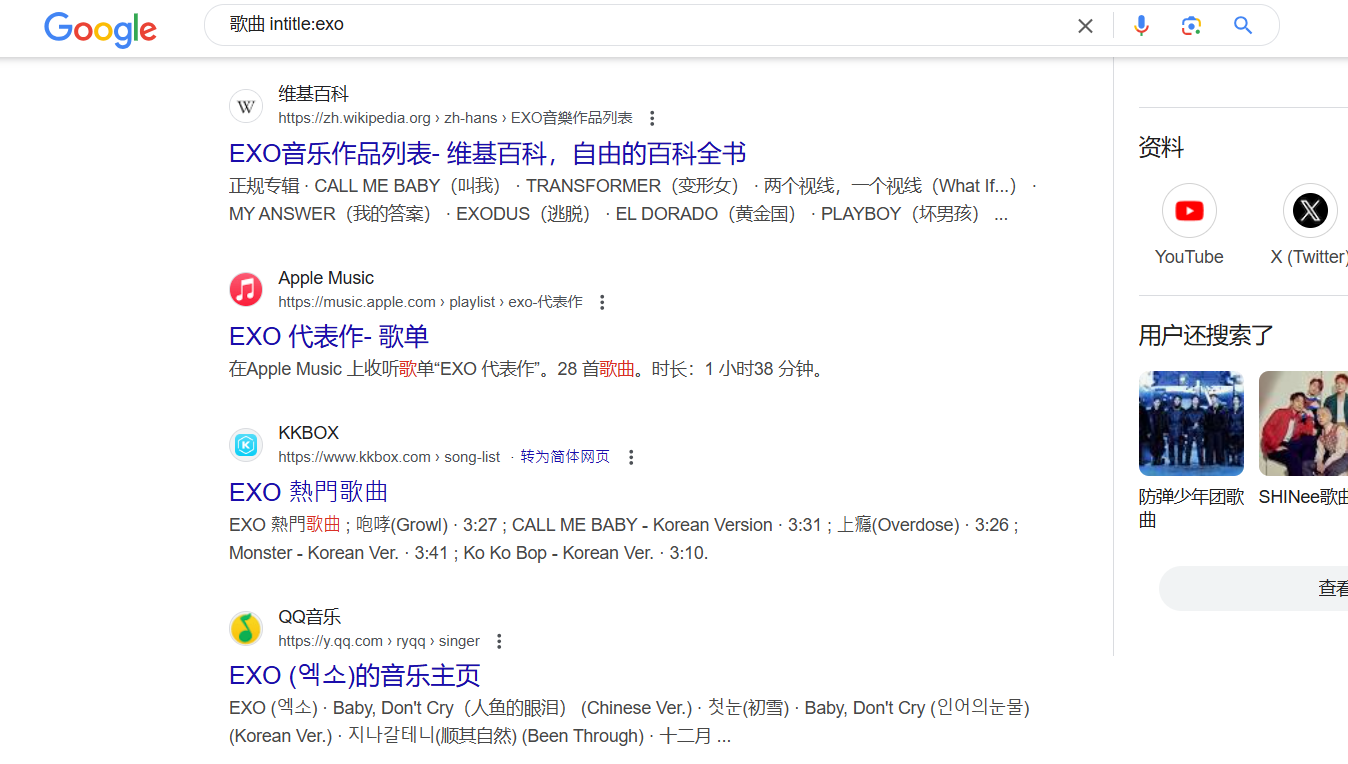 Google
歌曲 intitle:exo
维基百科
https://zh.wikipedia.org › zh-hans › EXO音樂作品列表
EXO音乐作品列表- 维基百科，自由的百科全书
正规专辑 · CALL ME BABY（叫我） · TRANSFORMER（变形女） · 两个视线，一个视线（What If...） ·
MY ANSWER（我的答案） · EXODUS（逃脱） · EL DORADO（黄金国） · PLAYBOY（坏男孩） ...
Apple Music
https://music.apple.com › playlist › exo-代表作
EXO 代表作- 歌单
在Apple Music 上收听歌单“EXO 代表作”。28 首歌曲。时长：1 小时38 分钟。
KKBOX
https://www.kkbox.com › song-list · 转为简体网页
EXO 熱門歌曲
EXO 熱門歌曲 ; 咆哮(Growl) · 3:27 ; CALL ME BABY - Korean Version · 3:31 ; 上癮(Overdose) · 3:26 ;
Monster - Korean Ver. · 3:41 ; Ko Ko Bop - Korean Ver. · 3:10.
QQ音乐
https://y.qq.com › ryqq › singer
EXO (엑소)的音乐主页
EXO (엑소) · Baby, Don't Cry（人鱼的眼泪） (Chinese Ver.) · 첫눈(初雪) · Baby, Don't Cry (인어의눈물)
(Korean Ver.) · 지나갈테니(顺其自然) (Been Through) · 十二月 ...
资料
YouTube
X (Twitter)
用户还搜索了
防弹少年团歌
曲
SHINee歌曲
查看